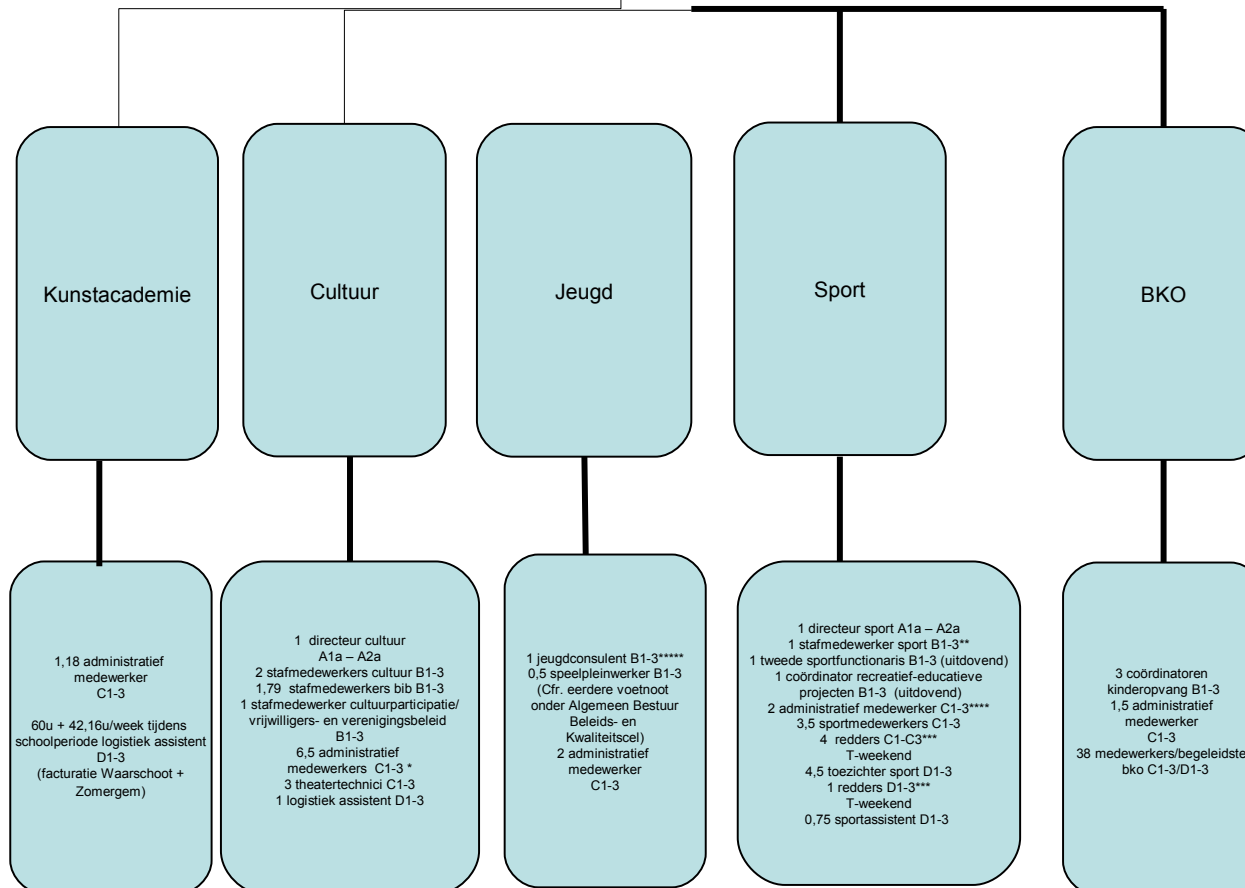 Kunstacademie
Cultuur
Jeugd
Sport
BKO
1,18 administratief
medewerker
C1-3
60u + 42,16u/week tijdens
schoolperiode logistiek assistent
D1-3
(facturatie Waarschoot +
Zomergem)
1 directeur cultuur
A1a – A2a
2 stafmedewerkers cultuur B1-3
1,79 stafmedewerkers bib B1-3
1 stafmedewerker cultuurparticipatie/
vrijwilligers- en verenigingsbeleid
B1-3
6,5 administratief
medewerkers C1-3 *
3 theatertechnici C1-3
1 logistiek assistent D1-3
1 jeugdconsulent B1-3*****
0,5 speelpleinwerker B1-3
(Cfr. eerdere voetnoot
onder Algemeen Bestuur
Beleids- en
Kwaliteitscel)
2 administratief
medewerker
C1-3
1 directeur sport A1a – A2a
1 stafmedewerker sport B1-3**
1 tweede sportfunctionaris B1-3 (uitdovend)
1 coördinator recreatief-educatieve
projecten B1-3 (uitdovend)
2 administratief medewerker C1-3****
3,5 sportmedewerkers C1-3
4 redders C1-C3***
T-weekend
4,5 toezichter sport D1-3
1 redders D1-3***
T-weekend
0,75 sportassistent D1-3
3 coördinatoren
kinderopvang B1-3
1,5 administratief
medewerker
C1-3
38 medewerkers/begeleidste
bko C1-3/D1-3